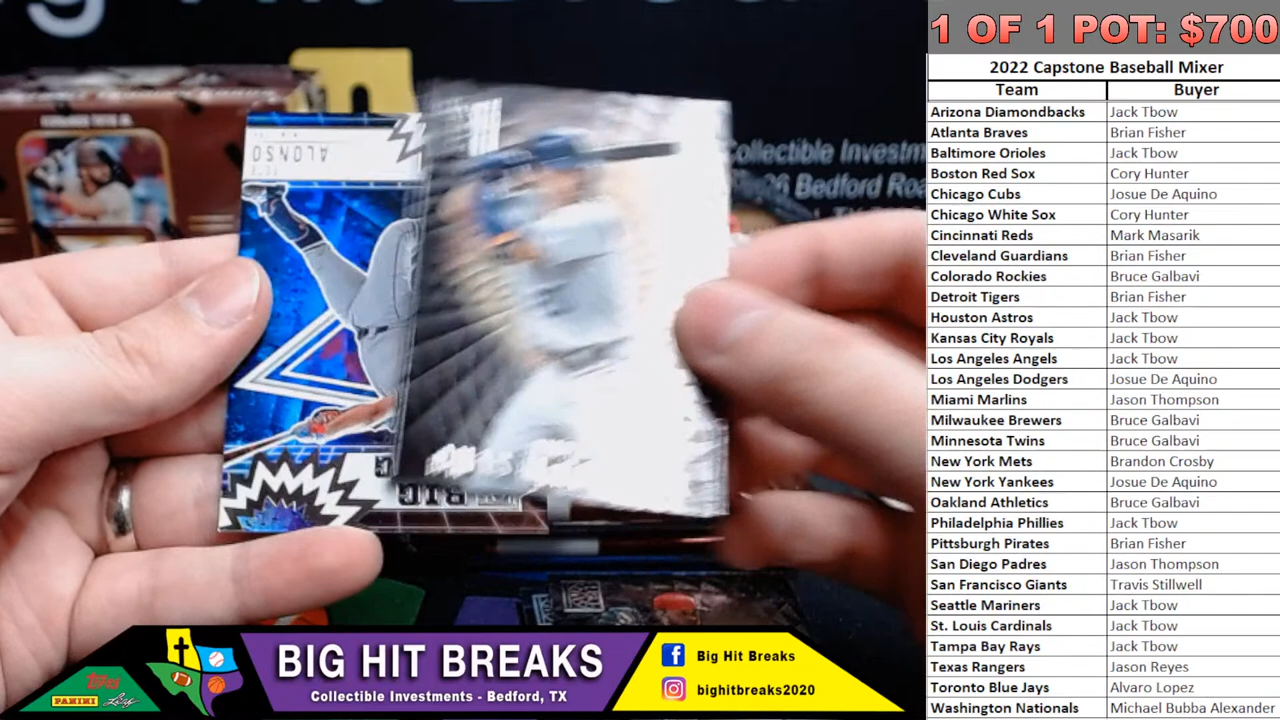 ig Hit Brea
1 OF 1 POT: $700
2022 Capstone Baseball Mixer
Team Buyer
Arizona Diamondbacks Jack Tbow
Atlanta Braves Brian Fisher
Baltimore Orioles Jack Tbow
Boston Red Sox Cory Hunter
Chicago Cubs Josue De Aquino
Chicago White Sox Cory Hunter
Cincinnati Reds Mark Masarik
Cleveland Guardians Brian Fisher
Colorado Rockies Bruce Galbavi
Detroit Tigers Brian Fisher
Houston Astros Jack Tbow
Kansas City Royals Jack Tbow
Los Angeles Angels Jack Tbow
Los Angeles Dodgers Josue De Aquino
Miami Marlins Jason Thompson
Milwaukee Brewers Bruce Galbavi
Minnesota Twins Bruce Galbavi
New York Mets Brandon Crosby
New York Yankees Josue De Aquino
Oakland Athletics Bruce Galbavi
Philadelphia Phillies Jack Tbow
Pittsburgh Pirates Brian Fisher
San Diego Padres Jason Thompson
San Francisco Giants Travis Stillwell
Seattle Mariners Jack Tbow
St. Louis Cardinals Jack Tbow
Tampa Bay Rays Jack Tbow
Texas Rangers Jason Reyes
Toronto Blue Jays Alvaro Lopez
Washington Nationals Michael Bubba Alexander
ALONSO
Collectible Investm
Bedford Roa
Topps
PANINI
Leaf
BIG HIT BREAKS
Collectible Investments - Bedford, TX
Big Hit Breaks
bighitbreaks2020